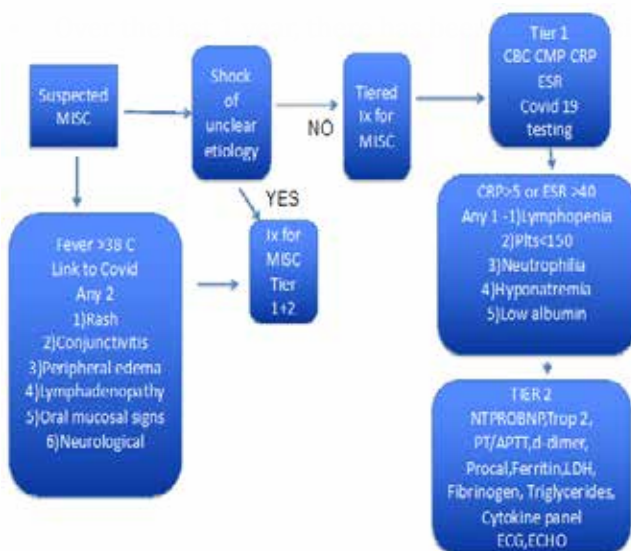 Suspected
MISC
Shock
of
unclear
etiology
NO
YES
Tiered
Ix for
MISC
Tier 1
CBC CMP CRP
ESR
Covid 19
testing
Fever >38 C
Link to Covid
Any 2
1)Rash
2)Conjunctivitis
3)Peripheral edema
4)Lymphadenopathy
5)Oral mucosal signs
6)Neurological
Ix for
MISC
Tier
1+2
CRP>5 or ESR >40
Any 1 -1)Lymphopenia
2)Plts<150
3)Neutrophilia
4)Hyponatremia
5)Low albumin
TIER 2
NTPROBNP,Trop 2,
PT/APTT,d-dimer,
Procal,Ferritin,LDH,
Fibrinogen, Triglycerides,
Cytokine panel
ECG,ECHO